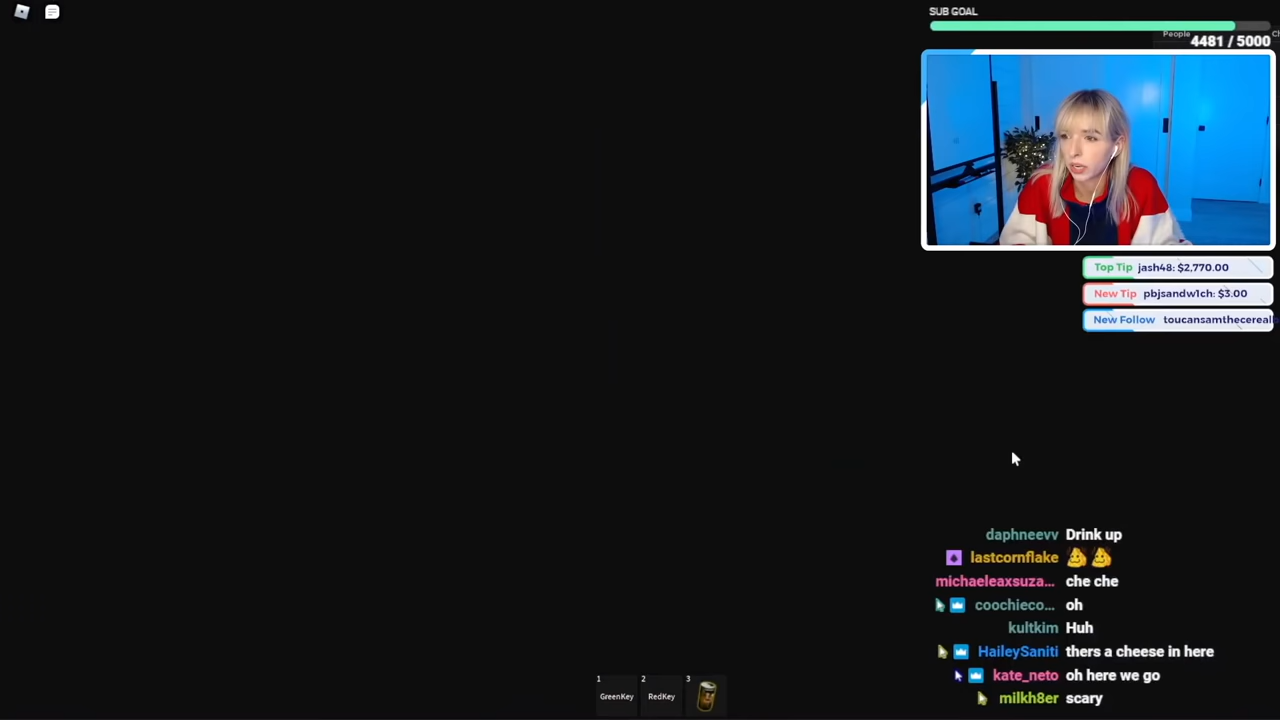 SUB GOAL
People
4481 / 5000
Top Tip jash48: $2,770.00
New Tip pbjsandw1ch: $3.00
New Follow toucansamthecereal
daphneevv Drink up
lastcornflake
michaeleaxsuza... che che
coochieco... oh
kultkim Huh
HaileySaniti thers a cheese in here
kate_neto oh here we go
milkh8er scary
1 2 3
GreenKey RedKey